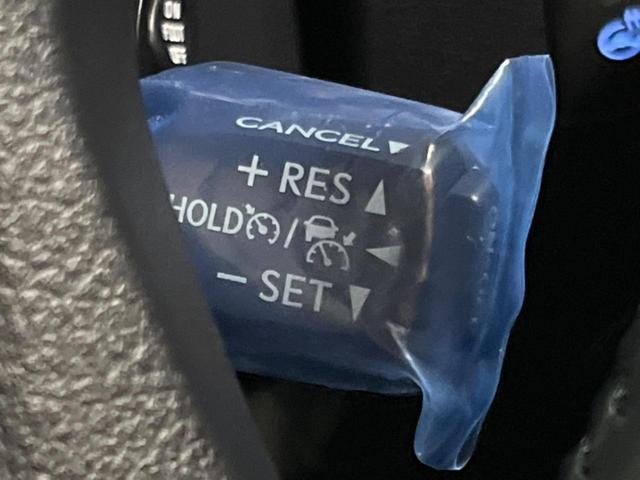 CANCEL▼
+ RES ▲
HOLD /
− SET ▼